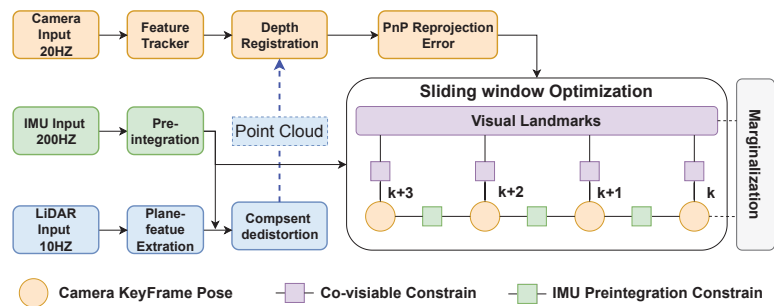 Camera
Input
20HZ
Feature
Tracker
Depth
Registration
PnP Reprojection
Error
IMU Input
200HZ
Pre-
integration
Point Cloud
LiDAR
Input
10HZ
Plane-
featue
Extration
Compsent
dedistortion
Sliding window Optimization
Visual Landmarks
k+3
k+2
k+1
k
Marginalization
Camera KeyFrame Pose
Co-visiable Constrain
IMU Preintegration Constrain